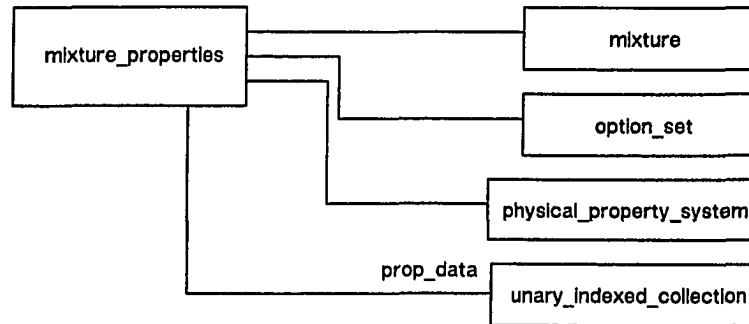 mixture_properties
mixture
option_set
physical_property_system
prop_data
unary_indexed_collection